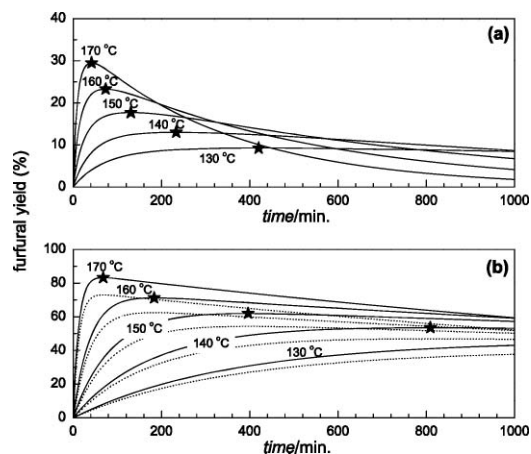 40
(a)
170 °C
30
160 °C
20
150 °C
140 °C
10
130 °C
0
0 200 400 600 800 1000
time/min.
furfural yield (%)
100
(b)
170 °C
80
160 °C
60
150 °C
40
140 °C
130 °C
20
0
0 200 400 600 800 1000
time/min.